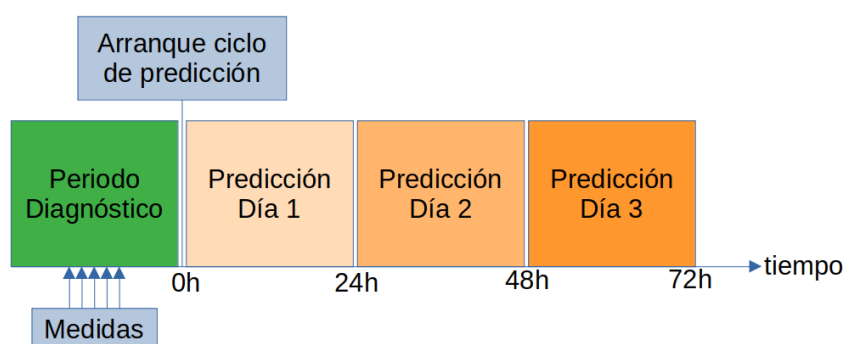 Arranque ciclo
de predicción
Periodo
Diagnóstico
Predicción
Día 1
Predicción
Día 2
Predicción
Día 3
0h
24h
48h
72h
tiempo
Medidas